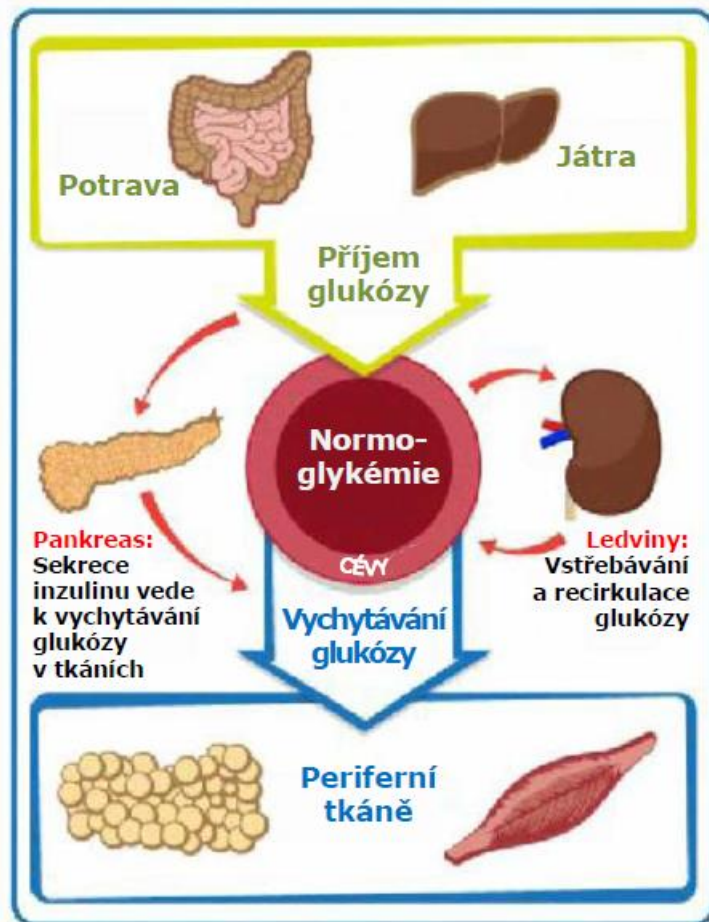 Potrava
Játra
Příjem
glukózy
Normo-
glykémie
CÉVY
Pankreas:
Sekrece
inzulinu vede
k vychytávání
glukózy
v tkáních
Ledviny:
Vstřebávání
a recirkulace
glukózy
Vychytávání
glukózy
Periferní
tkáně